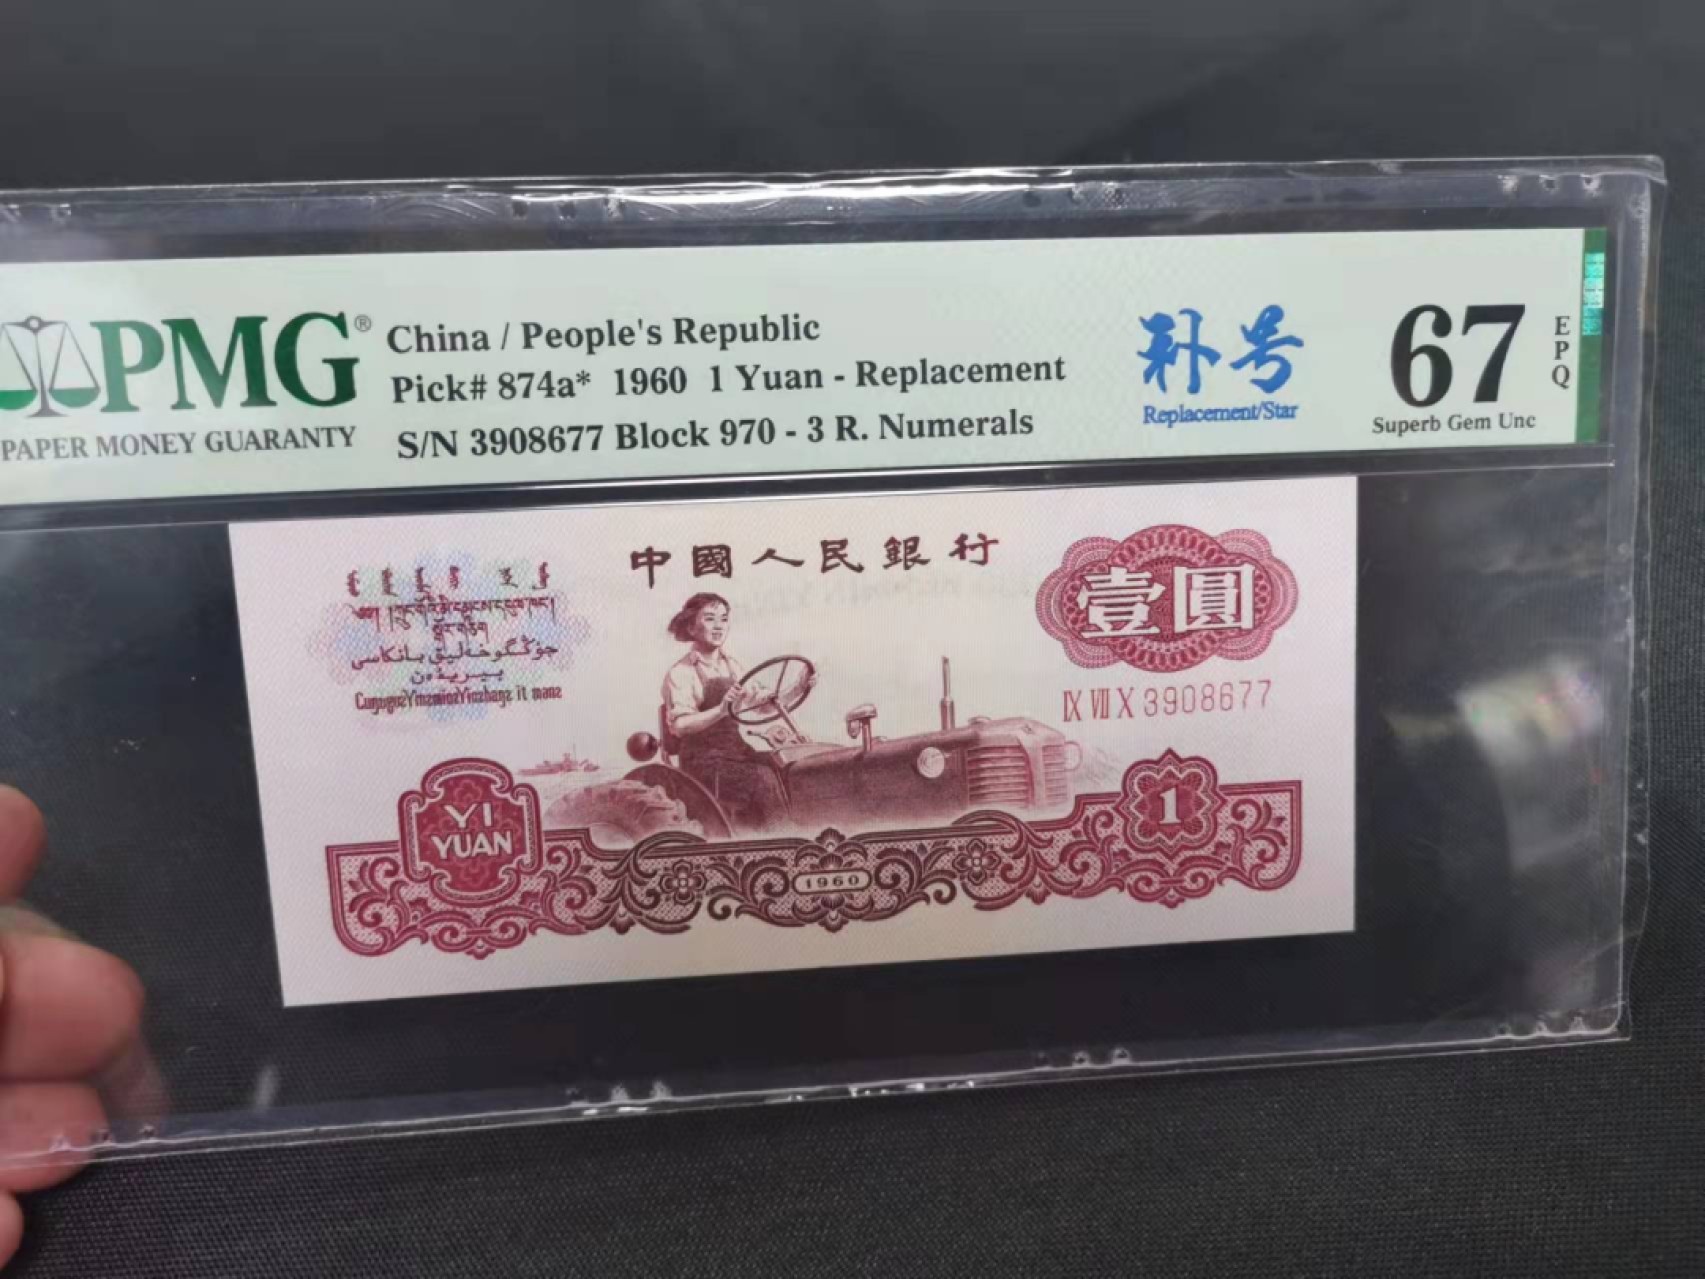 PMG®
PAPER MONEY GUARANTY
China / People's Republic
Pick# 874a* 1960 1 Yuan - Replacement
S/N 3908677 Block 970 - 3 R. Numerals
补号
Replacement/Star
67
EPQ
Superb Gem Unc
中國人民銀行
壹圓
IX VII X 3908677
YI
YUAN
1960
1